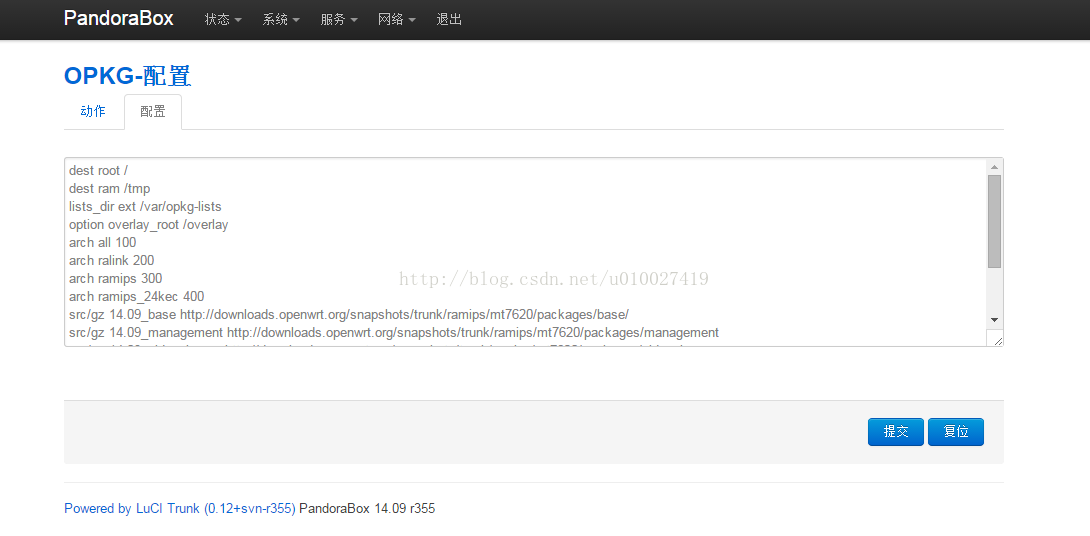 PandoraBox 状态 系统 服务 网络 退出
OPKG-配置
动作 配置
dest root /
dest ram /tmp
lists_dir ext /var/opkg-lists
option overlay_root /overlay
arch all 100
arch ralink 200
arch ramips 300
http://blog.csdn.net/u010027419
arch ramips_24kec 400
src/gz 14.09_base http://downloads.openwrt.org/snapshots/trunk/ramips/mt7620/packages/base/
src/gz 14.09_management http://downloads.openwrt.org/snapshots/trunk/ramips/mt7620/packages/management
提交 复位
Powered by LuCI Trunk (0.12+svn-r355) PandoraBox 14.09 r355